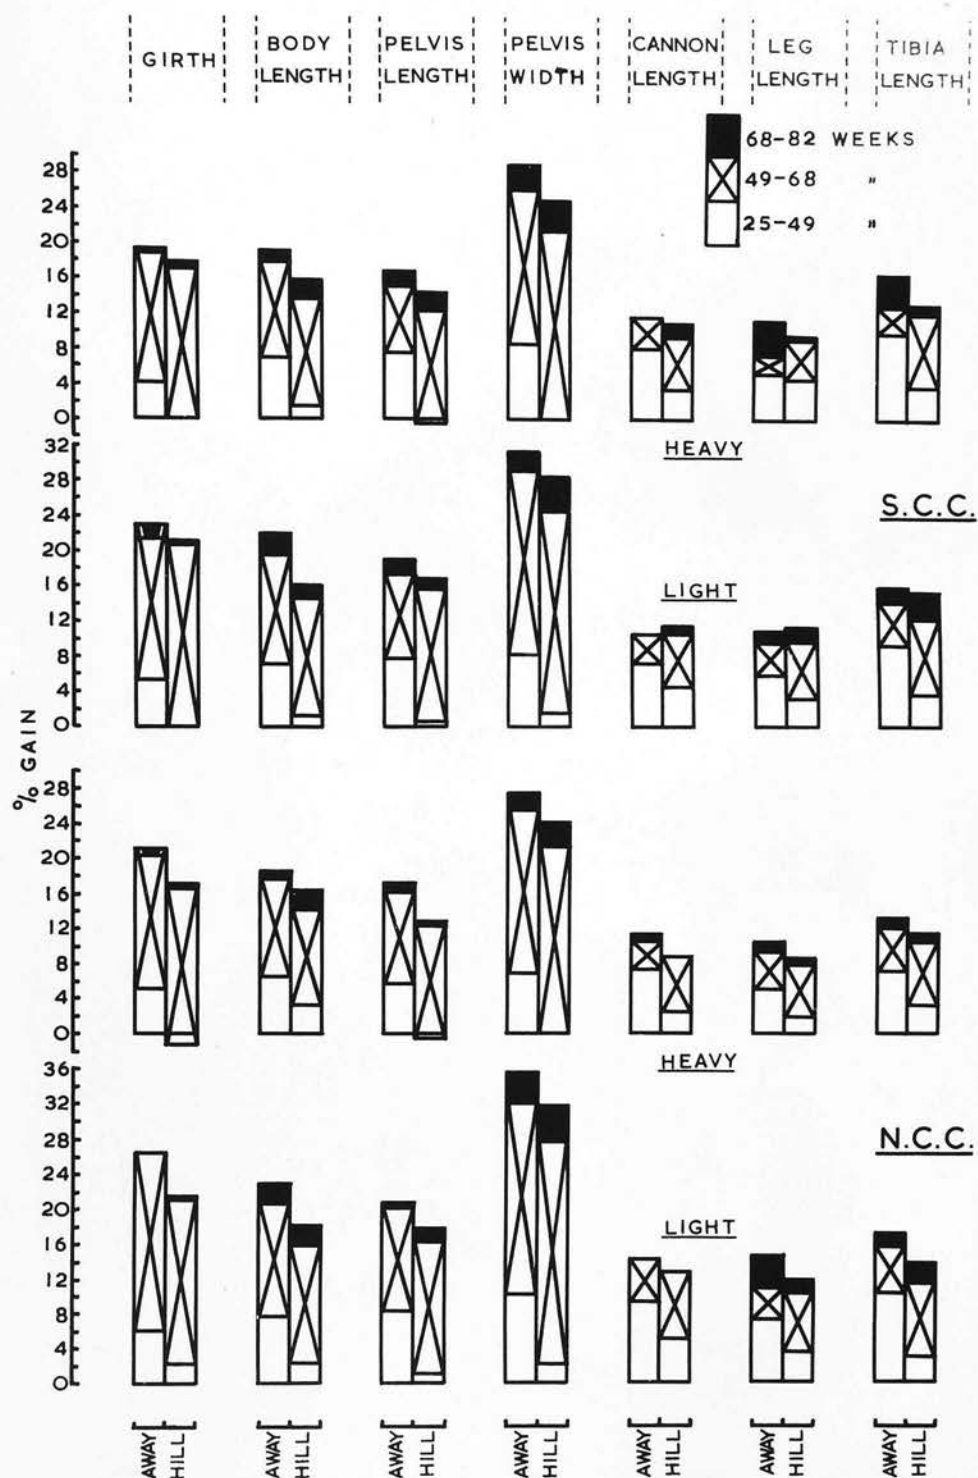 GIRTH
BODY LENGTH
PELVIS LENGTH
PELVIS WIDTH
CANNON LENGTH
LEG LENGTH
TIBIA LENGTH
68-82 WEEKS
49-68 "
25-49 "
% GAIN
28
24
20
16
12
8
4
0
HEAVY
S.C.C.
32
28
24
20
16
12
8
4
0
LIGHT
28
24
20
16
12
8
4
0
HEAVY
N.C.C.
36
32
28
24
20
16
12
8
4
0
LIGHT
AWAY HILL
AWAY HILL
AWAY HILL
AWAY HILL
AWAY HILL
AWAY HILL
AWAY HILL